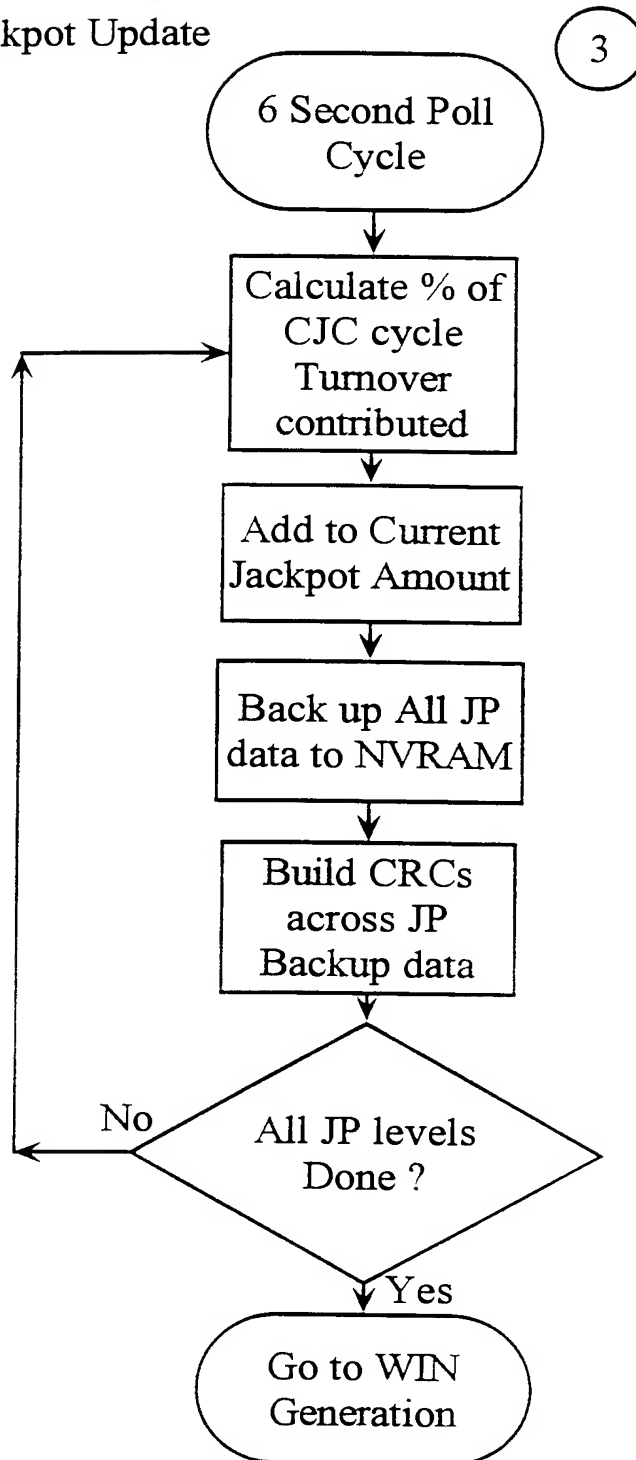 kpot Update
3
6 Second Poll
Cycle
Calculate % of
CJC cycle
Turnover
contributed
Add to Current
Jackpot Amount
Back up All JP
data to NVRAM
Build CRCs
across JP
Backup data
No
All JP levels
Done ?
Yes
Go to WIN
Generation